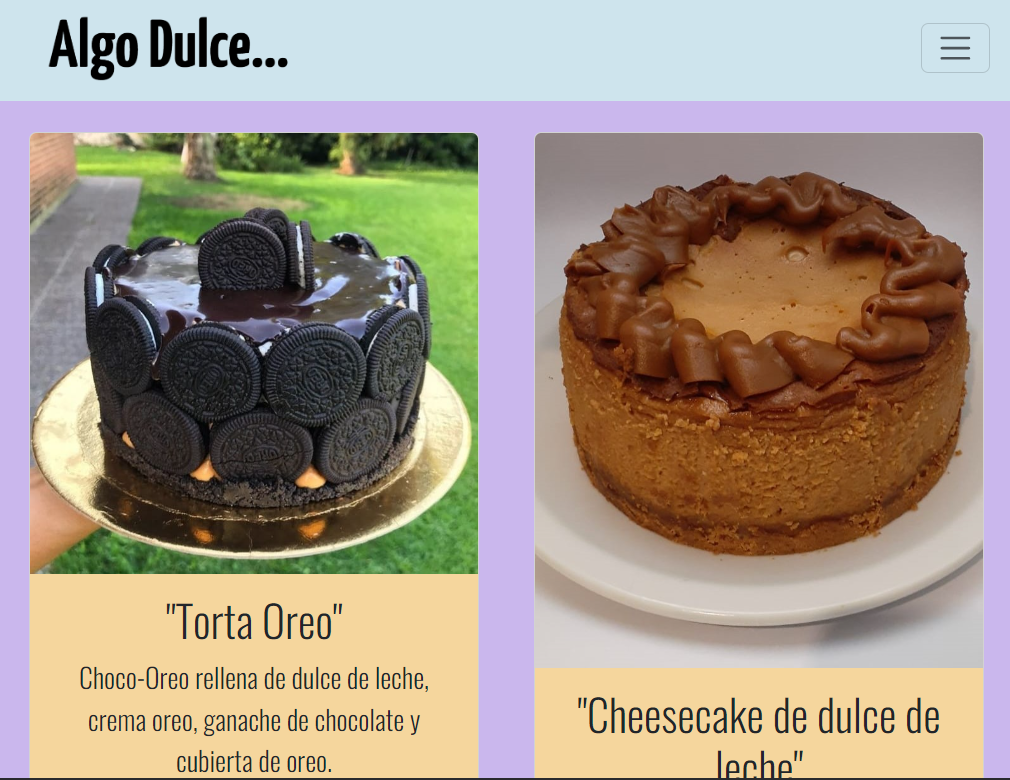 Algo Dulce...
"Torta Oreo"
Choco-Oreo rellena de dulce de leche,
crema oreo, ganache de chocolate y
cubierta de oreo.
"Cheesecake de dulce de
leche"